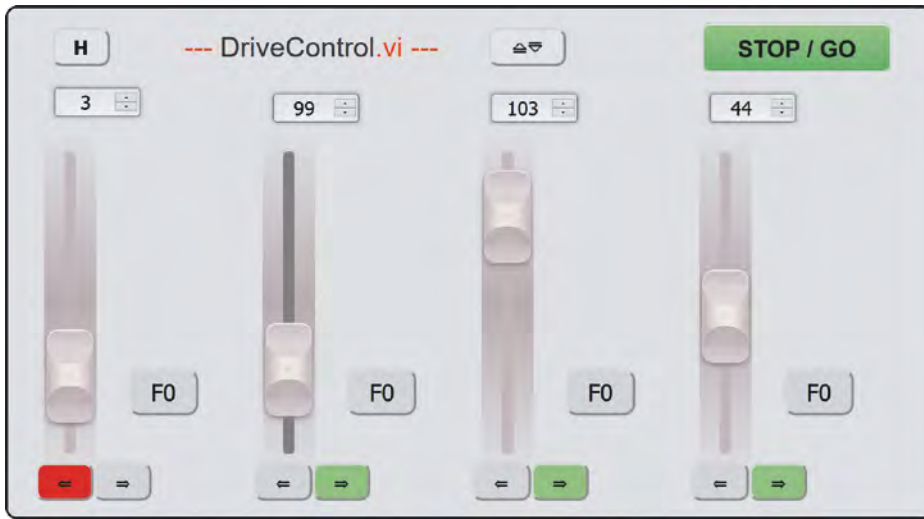 H --- DriveControl.vi --- STOP / GO
3 99 103 44
F0 F0 F0 F0
⇐ ⇒ ⇐ ⇒ ⇐ ⇒ ⇐ ⇒